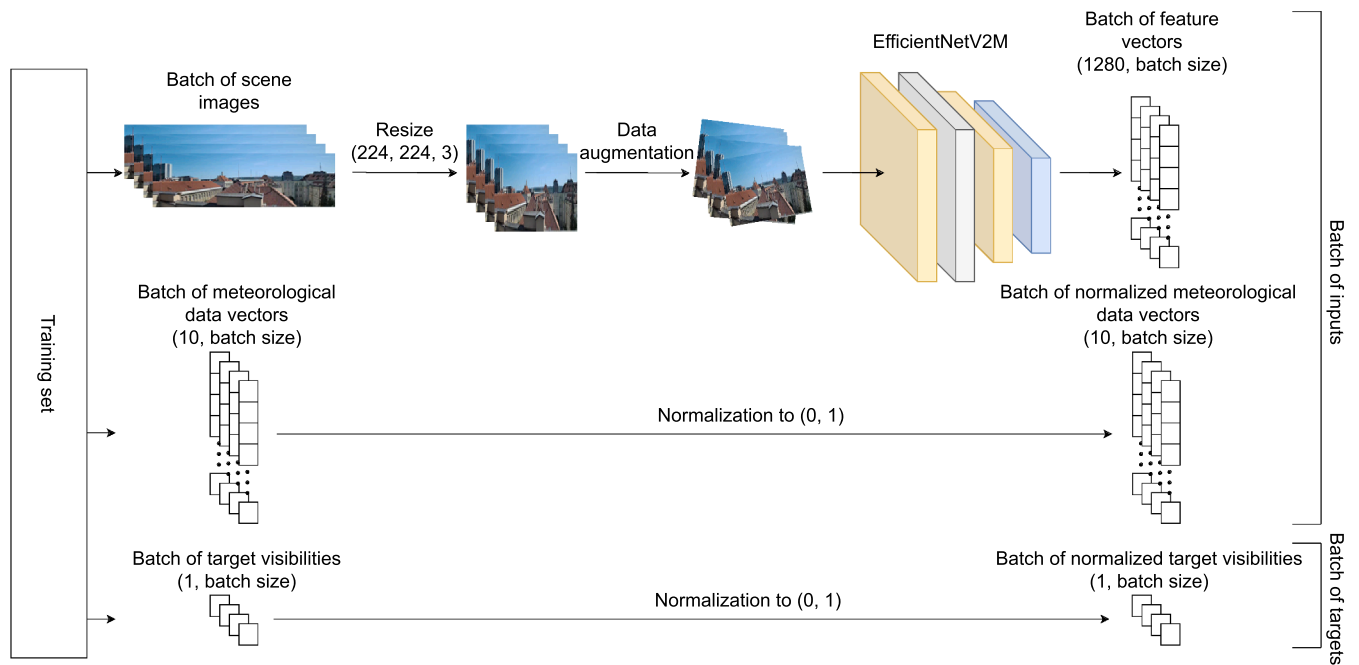 Training set
Batch of scene
images
Resize
(224, 224, 3)
Data
augmentation
EfficientNetV2M
Batch of feature
vectors
(1280, batch size)
Batch of meteorological
data vectors
(10, batch size)
Normalization to (0, 1)
Batch of normalized meteorological
data vectors
(10, batch size)
Batch of target visibilities
(1, batch size)
Normalization to (0, 1)
Batch of normalized target visibilities
(1, batch size)
Batch of inputs
Batch of targets